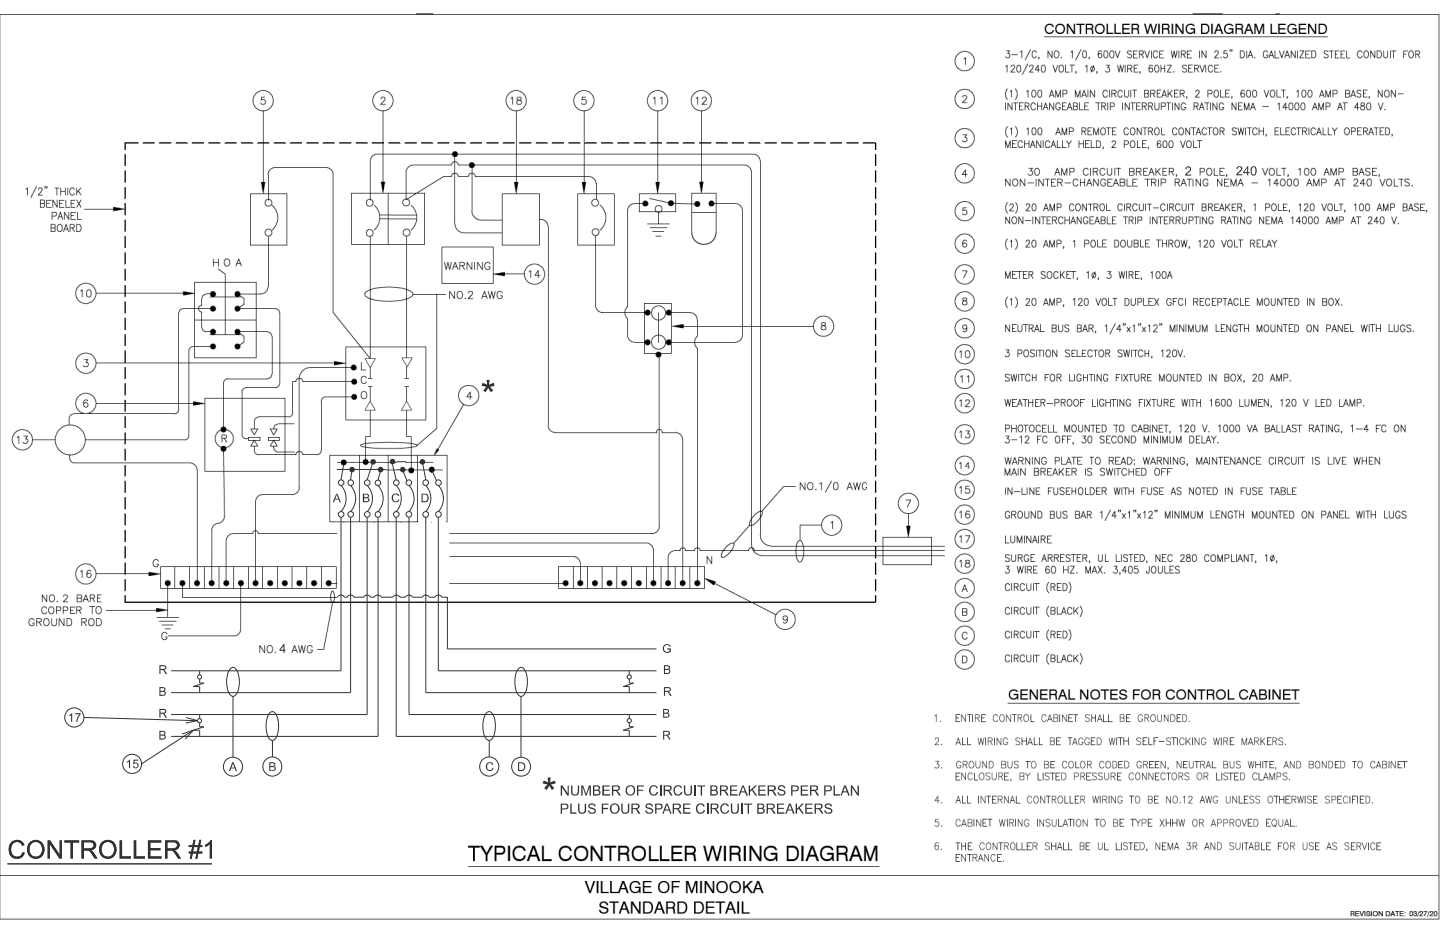 CONTROLLER WIRING DIAGRAM LEGEND
1 3-1/C, NO. 1/0, 600V SERVICE WIRE IN 2.5" DIA. GALVANIZED STEEL CONDUIT FOR
120/240 VOLT, 1ø, 3 WIRE, 60HZ. SERVICE.
2 (1) 100 AMP MAIN CIRCUIT BREAKER, 2 POLE, 600 VOLT, 100 AMP BASE, NON-
INTERCHANGEABLE TRIP INTERRUPTING RATING NEMA - 14000 AMP AT 480 V.
3 (1) 100 AMP REMOTE CONTROL CONTACTOR SWITCH, ELECTRICALLY OPERATED,
MECHANICALLY HELD, 2 POLE, 600 VOLT
4 30 AMP CIRCUIT BREAKER, 2 POLE, 240 VOLT, 100 AMP BASE,
NON-INTER-CHANGEABLE TRIP RATING NEMA - 14000 AMP AT 240 VOLTS.
5 (2) 20 AMP CONTROL CIRCUIT-CIRCUIT BREAKER, 1 POLE, 120 VOLT, 100 AMP BASE,
NON-INTERCHANGEABLE TRIP INTERRUPTING RATING NEMA 14000 AMP AT 240 V.
6 (1) 20 AMP, 1 POLE DOUBLE THROW, 120 VOLT RELAY
7 METER SOCKET, 1ø, 3 WIRE, 100A
8 (1) 20 AMP, 120 VOLT DUPLEX GFCI RECEPTACLE MOUNTED IN BOX.
9 NEUTRAL BUS BAR, 1/4"x1"x12" MINIMUM LENGTH MOUNTED ON PANEL WITH LUGS.
10 3 POSITION SELECTOR SWITCH, 120V.
11 SWITCH FOR LIGHTING FIXTURE MOUNTED IN BOX, 20 AMP.
12 WEATHER-PROOF LIGHTING FIXTURE WITH 1600 LUMEN, 120 V LED LAMP.
13 PHOTOCELL MOUNTED TO CABINET, 120 V. 1000 VA BALLAST RATING, 1-4 FC ON
3-12 FC OFF, 30 SECOND MINIMUM DELAY.
14 WARNING PLATE TO READ: WARNING, MAINTENANCE CIRCUIT IS LIVE WHEN
MAIN BREAKER IS SWITCHED OFF
15 IN-LINE FUSEHOLDER WITH FUSE AS NOTED IN FUSE TABLE
16 GROUND BUS BAR 1/4"x1"x12" MINIMUM LENGTH MOUNTED ON PANEL WITH LUGS
17 LUMINAIRE
18 SURGE ARRESTER, UL LISTED, NEC 280 COMPLIANT, 1ø,
3 WIRE 60 HZ. MAX. 3,405 JOULES
A CIRCUIT (RED)
B CIRCUIT (BLACK)
C CIRCUIT (RED)
D CIRCUIT (BLACK)
GENERAL NOTES FOR CONTROL CABINET
1. ENTIRE CONTROL CABINET SHALL BE GROUNDED.
2. ALL WIRING SHALL BE TAGGED WITH SELF-STICKING WIRE MARKERS.
3. GROUND BUS TO BE COLOR CODED GREEN, NEUTRAL BUS WHITE, AND BONDED TO CABINET
ENCLOSURE, BY LISTED PRESSURE CONNECTORS OR LISTED CLAMPS.
4. ALL INTERNAL CONTROLLER WIRING TO BE NO.12 AWG UNLESS OTHERWISE SPECIFIED.
5. CABINET WIRING INSULATION TO BE TYPE XHHW OR APPROVED EQUAL.
6. THE CONTROLLER SHALL BE UL LISTED, NEMA 3R AND SUITABLE FOR USE AS SERVICE
ENTRANCE.
5 2 18 5 11 12
1/2" THICK
BENELEX
PANEL
BOARD
H O A
WARNING
14
10
NO.2 AWG
8
3
L
C
O
6
4 *
13
R
A B C D
NO.1/0 AWG
7
1
G
N
16
NO. 2 BARE
COPPER TO
GROUND ROD
9
G
NO.4 AWG
G
R
B
B
R
R
B
17
B
R
15
A B C D
* NUMBER OF CIRCUIT BREAKERS PER PLAN
PLUS FOUR SPARE CIRCUIT BREAKERS
CONTROLLER #1
TYPICAL CONTROLLER WIRING DIAGRAM
VILLAGE OF MINOOKA
STANDARD DETAIL
REVISION DATE: 03/27/20